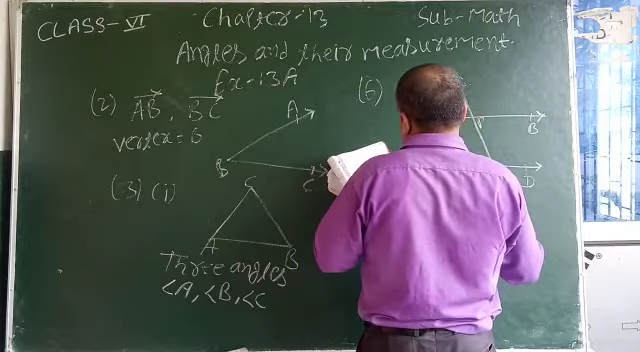 CLASS-VI Chapter-13 Sub-Math
Angles and their measurement.
Ex-13A
(2) AB, BC
vertex = B
A
B
C
(3) (i)
C
A
B
Three angles
<A, <B, <C
(6)
B
D